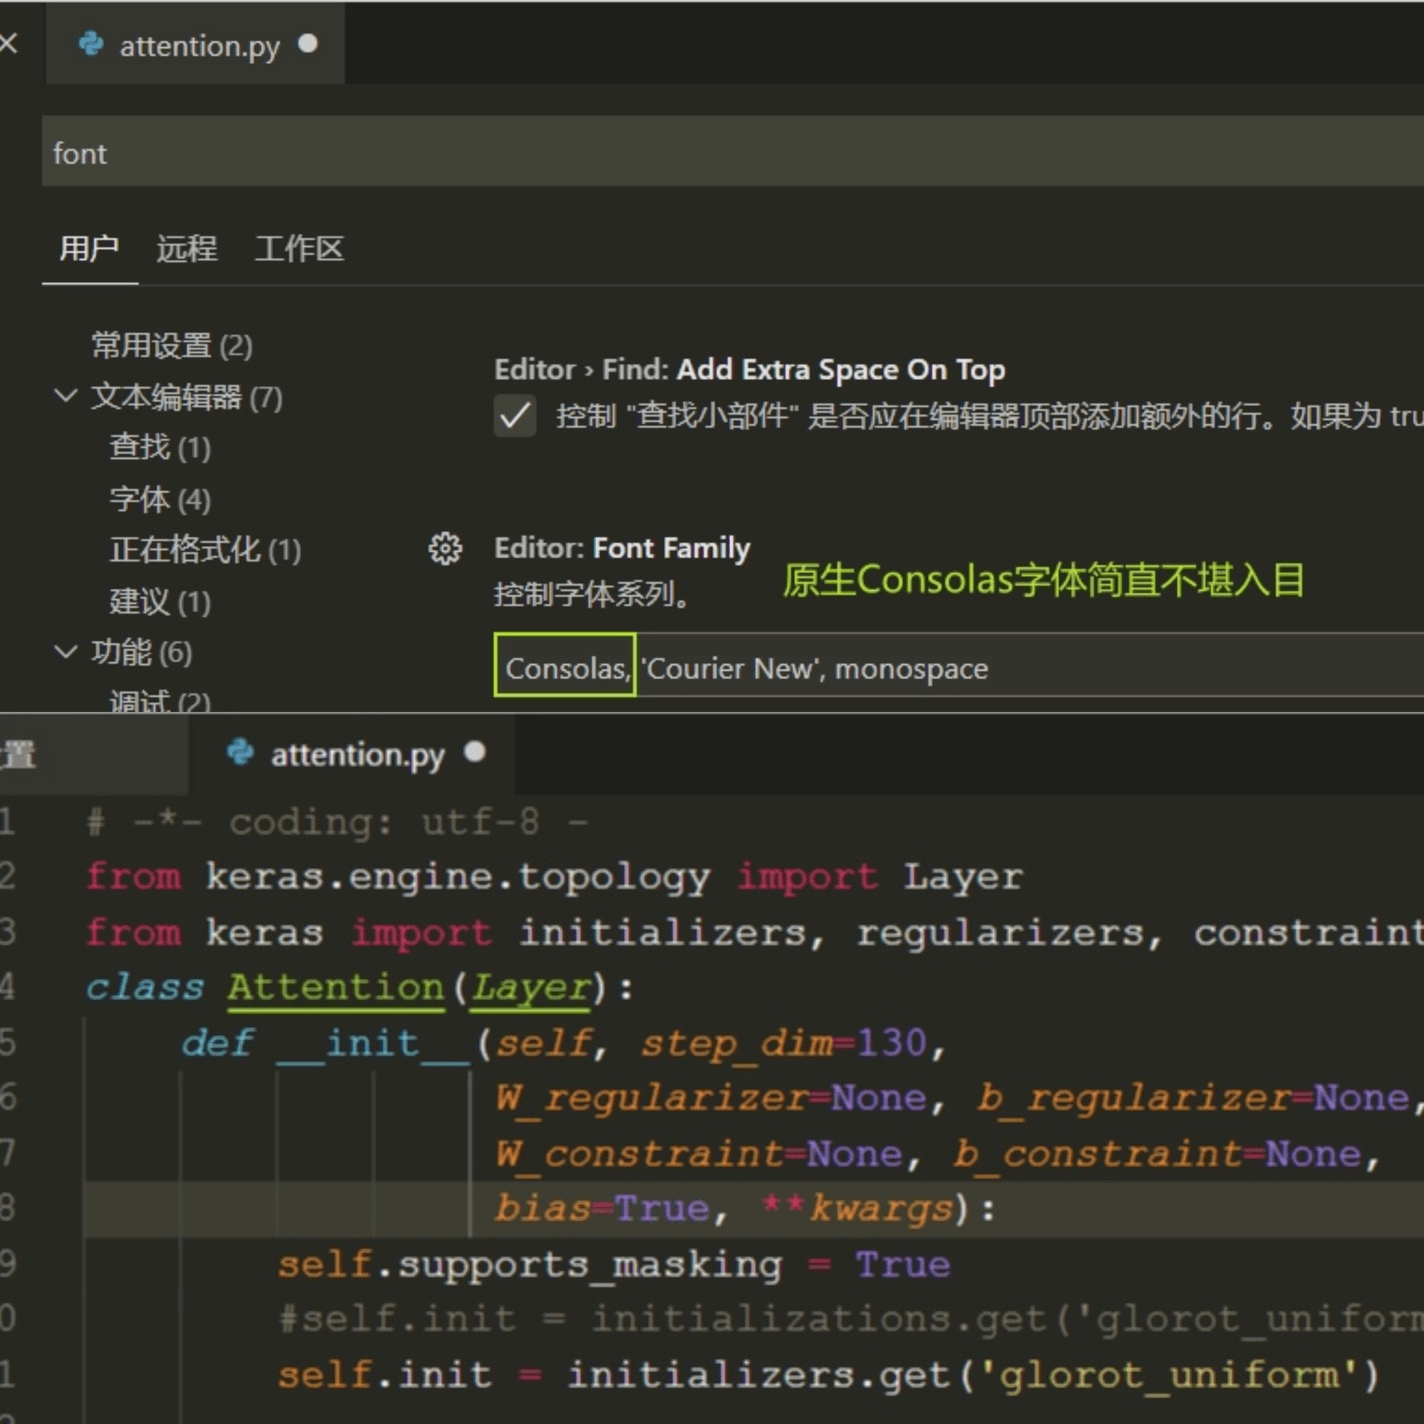 attention.py
font
用户 远程 工作区
常用设置 (2)
文本编辑器 (7)
查找 (1)
字体 (4)
正在格式化 (1)
建议 (1)
功能 (6)
调试 (2)
Editor › Find: Add Extra Space On Top
控制 "查找小部件" 是否应在编辑器顶部添加额外的行。如果为 tru
Editor: Font Family
控制字体系列。
原生Consolas字体简直不堪入目
Consolas, 'Courier New', monospace
置 attention.py
1 # -*- coding: utf-8 -
2 from keras.engine.topology import Layer
3 from keras import initializers, regularizers, constraint
4 class Attention(Layer):
5 def __init__(self, step_dim=130,
6 W_regularizer=None, b_regularizer=None,
7 W_constraint=None, b_constraint=None,
8 bias=True, **kwargs):
9 self.supports_masking = True
0 #self.init = initializations.get('glorot_uniform
1 self.init = initializers.get('glorot_uniform')